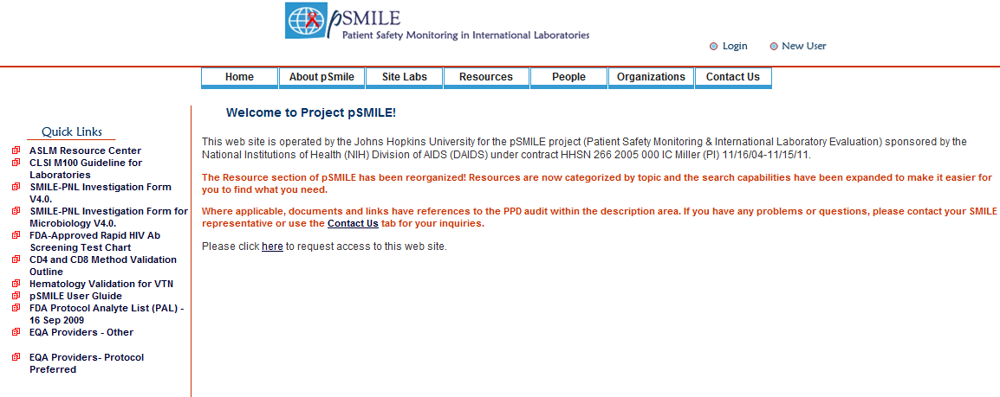 pSMILE
Patient Safety Monitoring in International Laboratories
Login
New User
Home
About pSmile
Site Labs
Resources
People
Organizations
Contact Us
Quick Links
ASLM Resource Center
CLSI M100 Guideline for
Laboratories
SMILE-PNL Investigation Form
V4.0.
SMILE-PNL Investigation Form for
Microbiology V4.0.
FDA-Approved Rapid HIV Ab
Screening Test Chart
CD4 and CD8 Method Validation
Outline
Hematology Validation for VTN
pSMILE User Gluide
FDA Protocol Analyte List (PAL) -
16 Sep 2009
EQA Providers - Other
EQA Providers- Protocol
Preferred
Welcome to Project pSMILE!
This web site is operated by the Johns Hopkins University for the pSMILE project (Patient Safety Monitoring & International Laboratory Evaluation) sponsored by the
National Institutes of Health (NIH) Division of AIDS (DAIDS) under contract HHSN 266 2005 000 IC Miller (PI) 11/16/04-11/15/11.
The Resource section of pSMILE has been reorganized! Resources are now categorized by topic and the search capabilities have been expanded to make it easier for
you to find what you need.
Where applicable, documents and links have references to the PPD audit within the description area. If you have any problems or questions, please contact your SMILE
representative or use the Contact Us tab for your inquiries.
Please click here to request access to this web site.